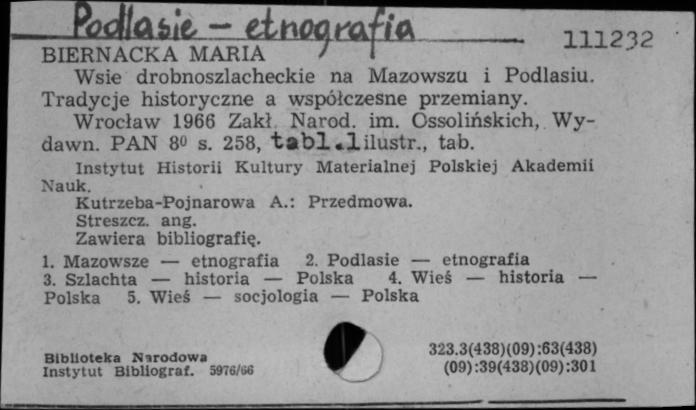 Podlasie – etnografia
111232
BIERNACKA MARIA
Wsie drobnoszlacheckie na Mazowszu i Podlasiu.
Tradycje historyczne a współczesne przemiany.
Wrocław 1966 Zakł. Narod. im. Ossolińskich, Wy-
dawn. PAN 8⁰ s. 258, tabl.1 ilustr., tab.
Instytut Historii Kultury Materialnej Polskiej Akademii
Nauk.
Kutrzeba-Pojnarowa A.: Przedmowa.
Streszcz. ang.
Zawiera bibliografię.
1. Mazowsze — etnografia 2. Podlasie — etnografia
3. Szlachta — historia — Polska 4. Wieś — historia —
Polska 5. Wieś — socjologia — Polska
Biblioteka Narodowa
Instytut Bibliograf. 5976/66
323.3(438)(09):63(438)
(09):39(438)(09):301